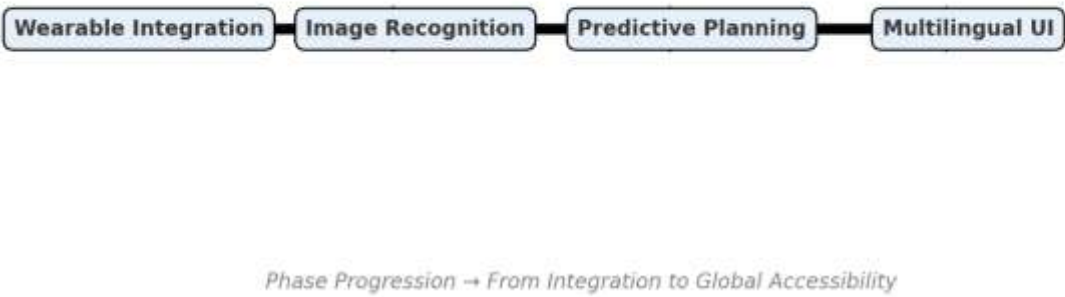 Wearable Integration Image Recognition Predictive Planning Multilingual UI
Phase Progression → From Integration to Global Accessibility